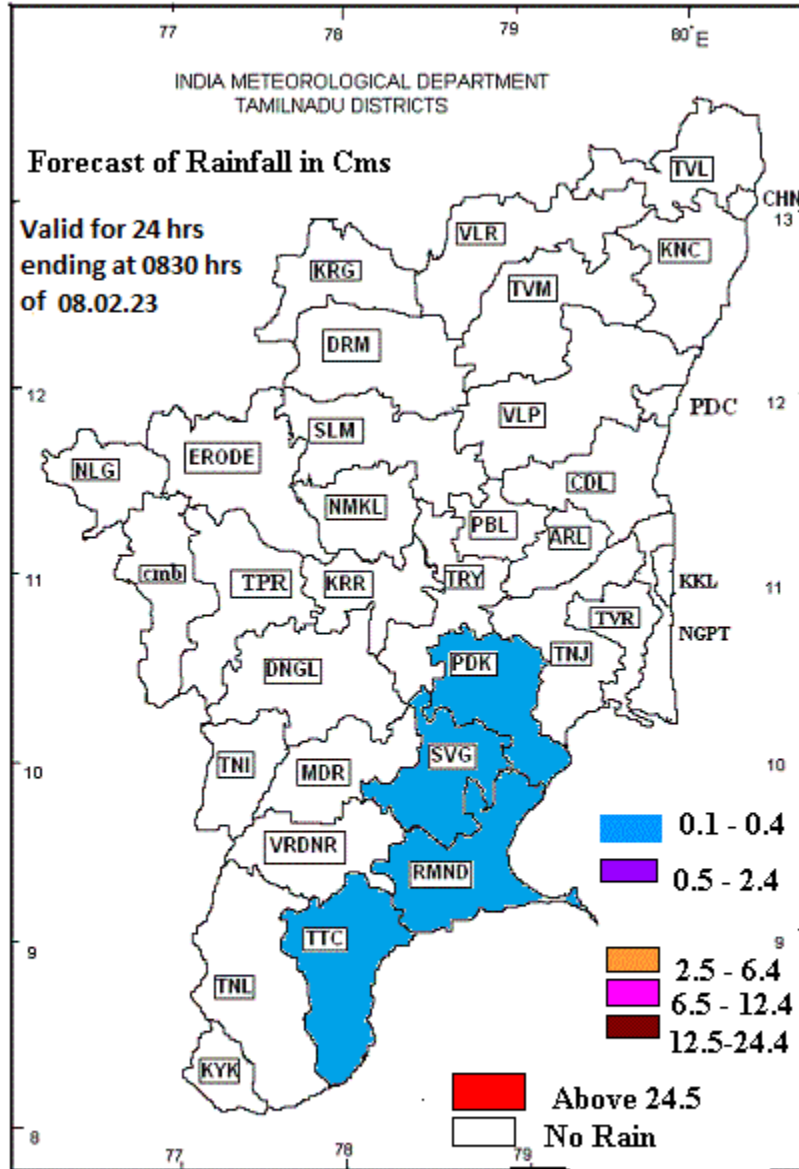 77 78 79 80°E
INDIA METEOROLOGICAL DEPARTMENT
TAMILNADU DISTRICTS
Forecast of Rainfall in Cms
TVL
CHN
13
Valid for 24 hrs
ending at 0830 hrs
of 08.02.23
VLR
KNC
KRG
TVM
DRM
12
12
PDC
VLP
SLM
ERODE
NLG
CDL
NMKL
PBL
ARL
11
cmb
TPR
KRR
TRY
KKL
11
TVR
NGPT
DNGL
PDK
TNJ
10
TNI
MDR
SVG
10
0.1 - 0.4
VRDNR
RMND
0.5 - 2.4
9
TTC
9
2.5 - 6.4
TNL
6.5 - 12.4
12.5-24.4
KYK
Above 24.5
8
No Rain
77 78 79